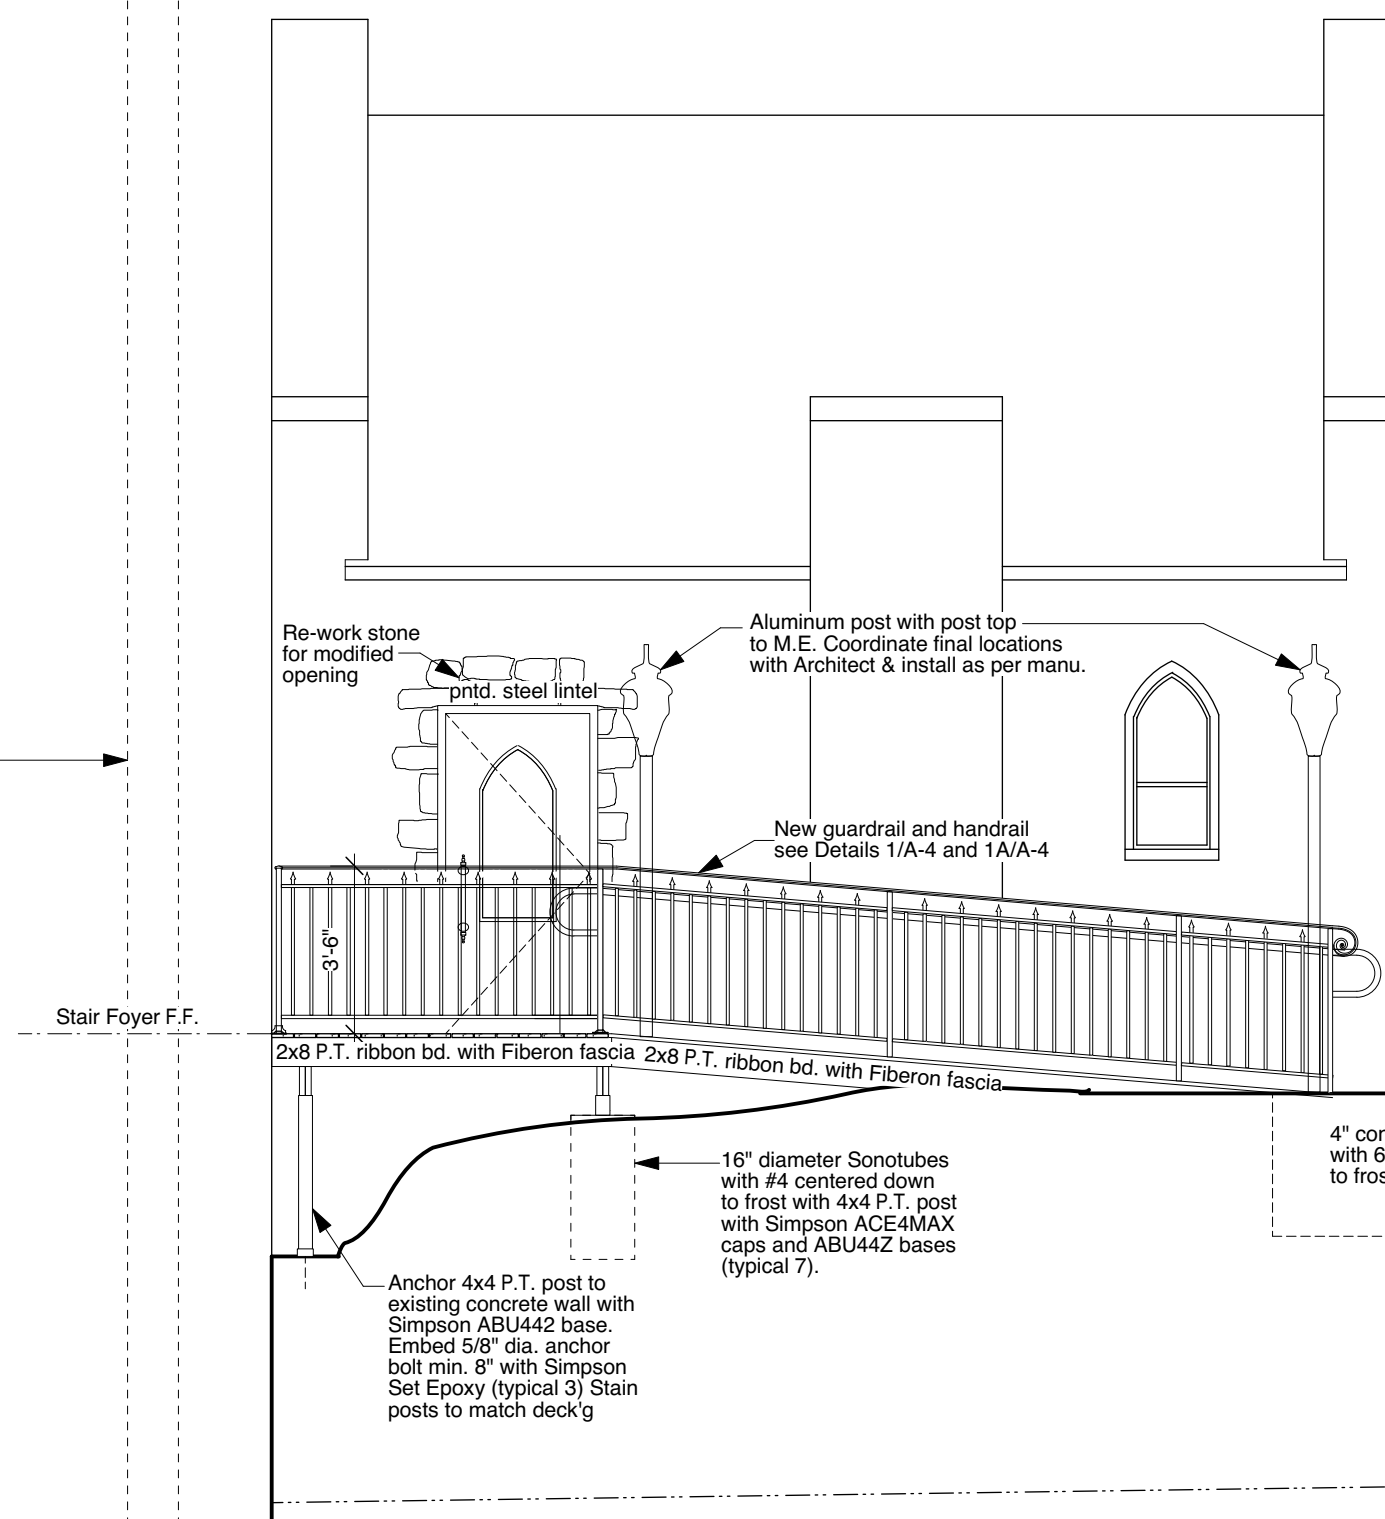 Re-work stone
for modified
opening
pntd. steel lintel
Aluminum post with post top
to M.E. Coordinate final locations
with Architect & install as per manu.
New guardrail and handrail
see Details 1/A-4 and 1A/A-4
3'-6"
Stair Foyer F.F.
2x8 P.T. ribbon bd. with Fiberon fascia
2x8 P.T. ribbon bd. with Fiberon fascia
4" con
with 6
to fros
16" diameter Sonotubes
with #4 centered down
to frost with 4x4 P.T. post
with Simpson ACE4MAX
caps and ABU44Z bases
(typical 7).
Anchor 4x4 P.T. post to
existing concrete wall with
Simpson ABU442 base.
Embed 5/8" dia. anchor
bolt min. 8" with Simpson
Set Epoxy (typical 3) Stain
posts to match deck'g